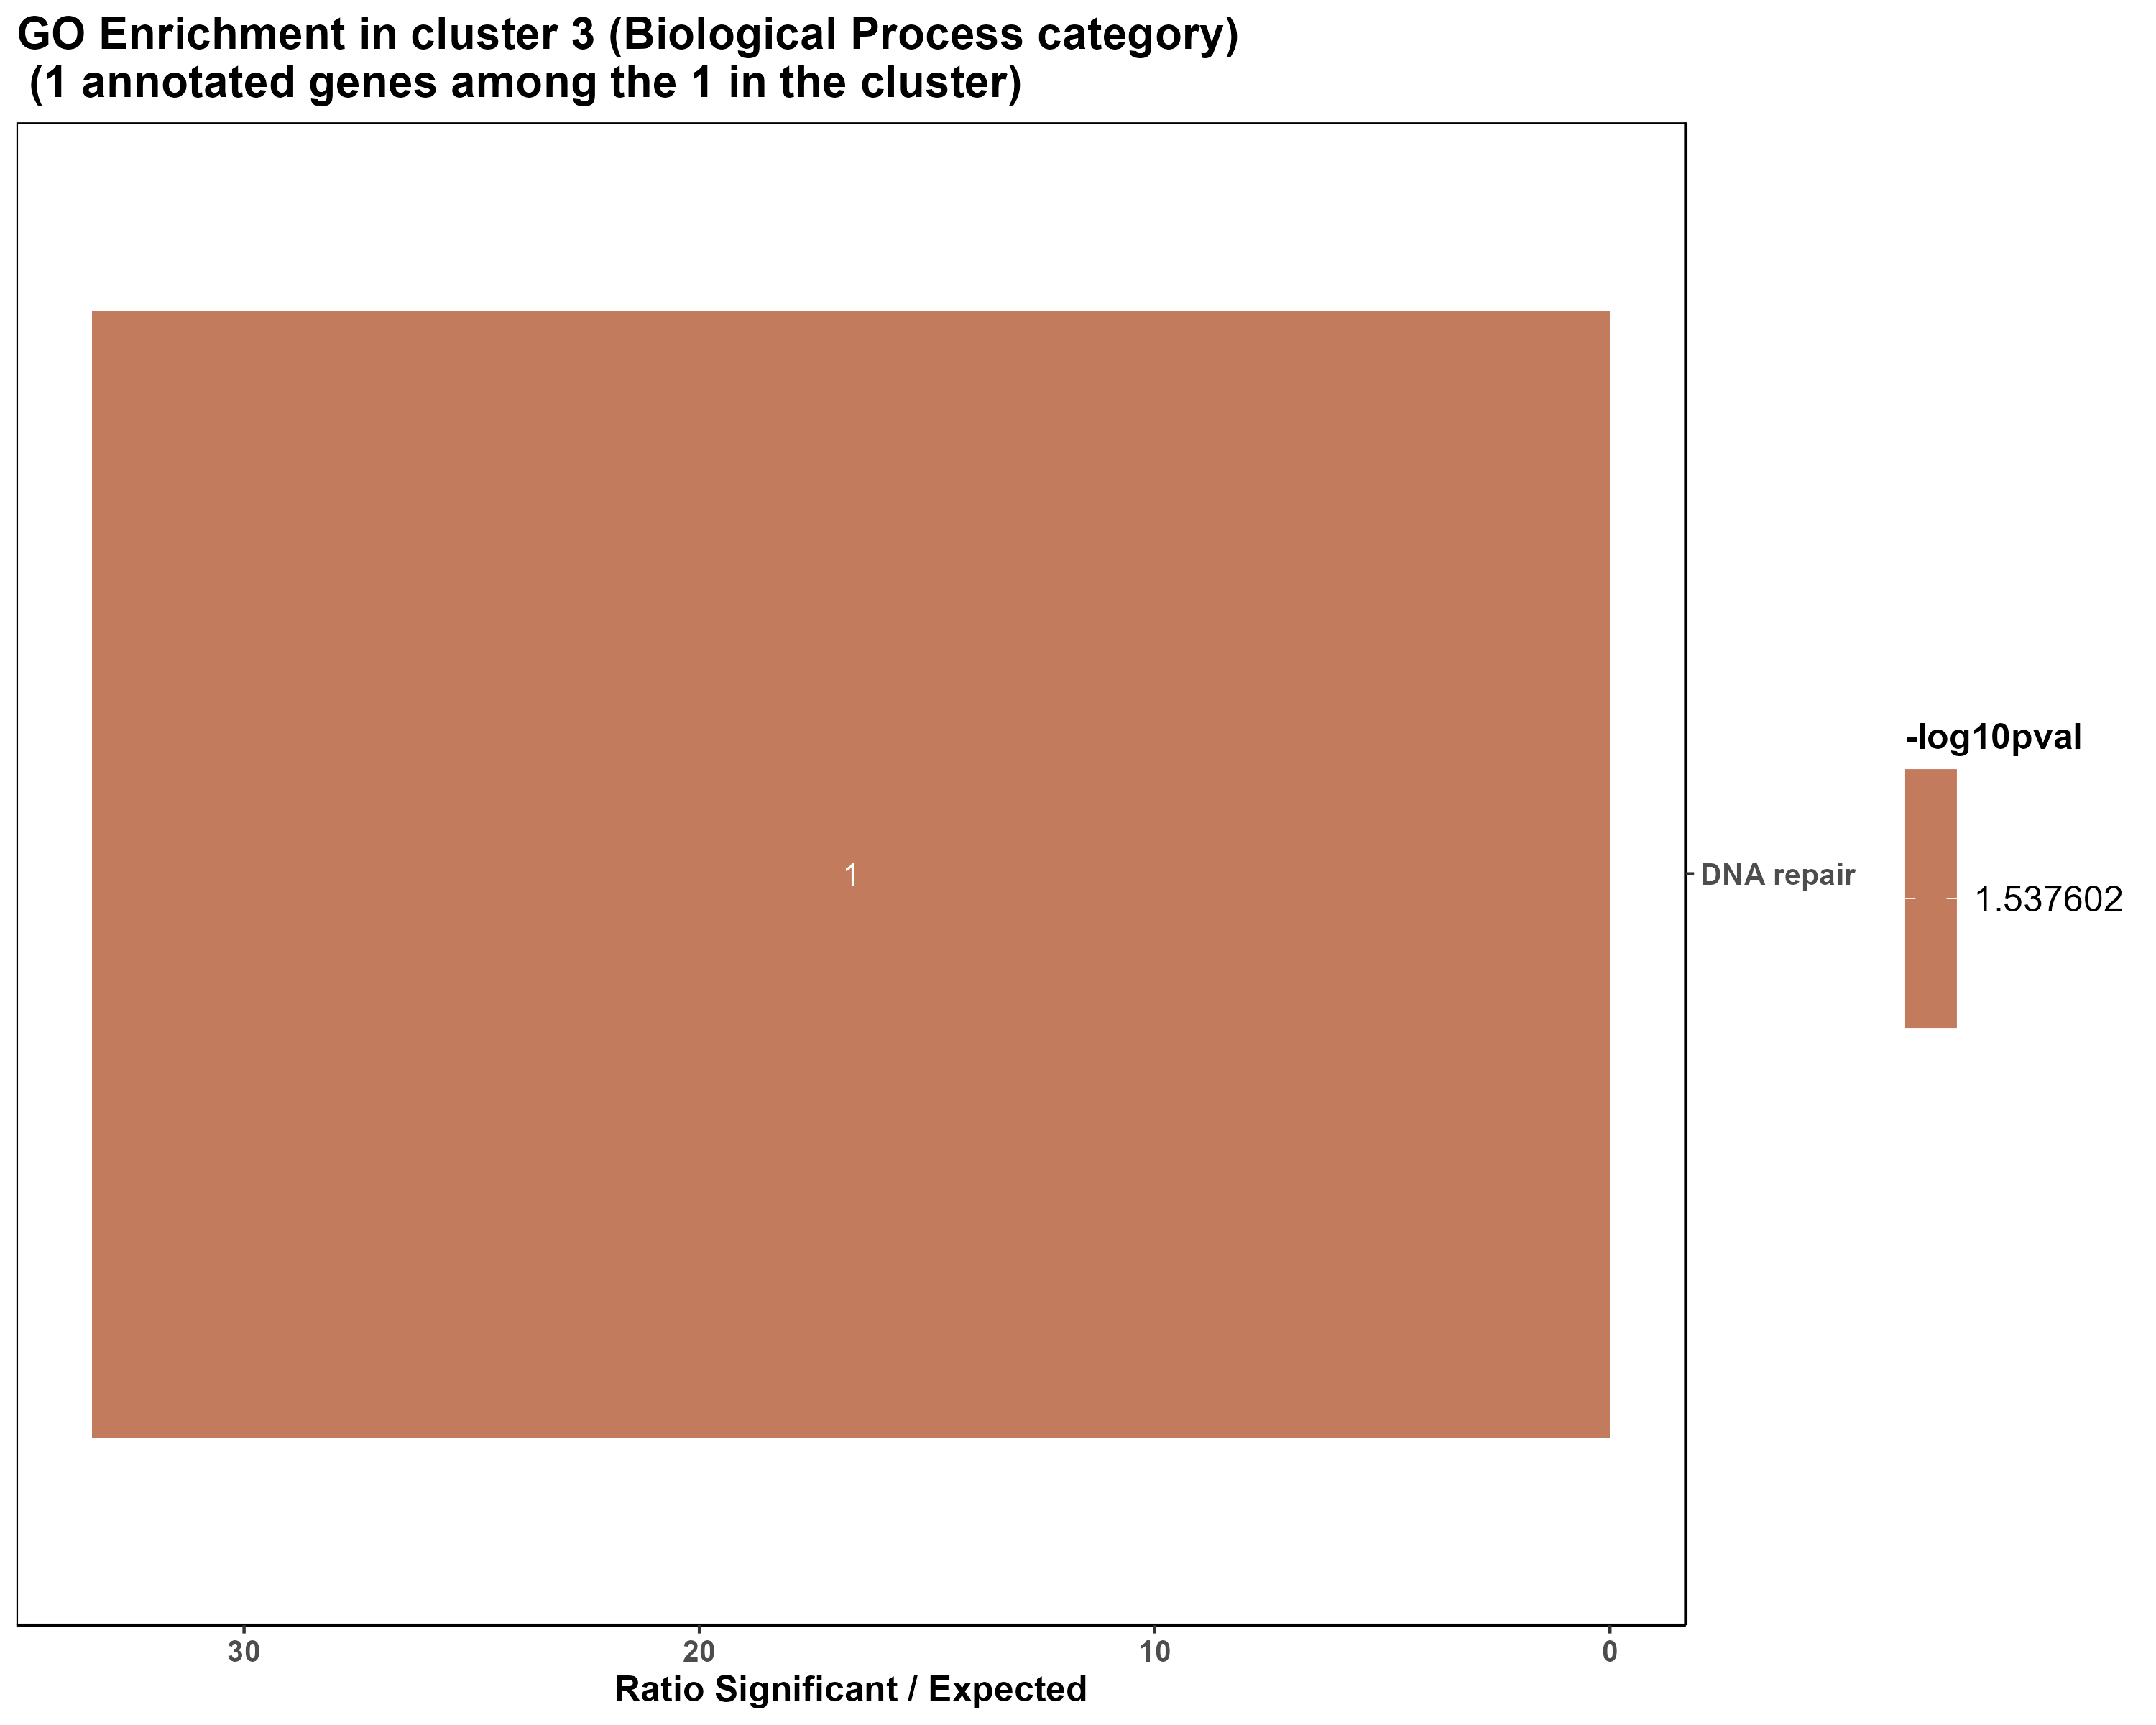 GO Enrichment in cluster 3 (Biological Process category)
(1 annotated genes among the 1 in the cluster)
1
DNA repair
-log10pval
1.537602
30 20 10 0
Ratio Significant / Expected